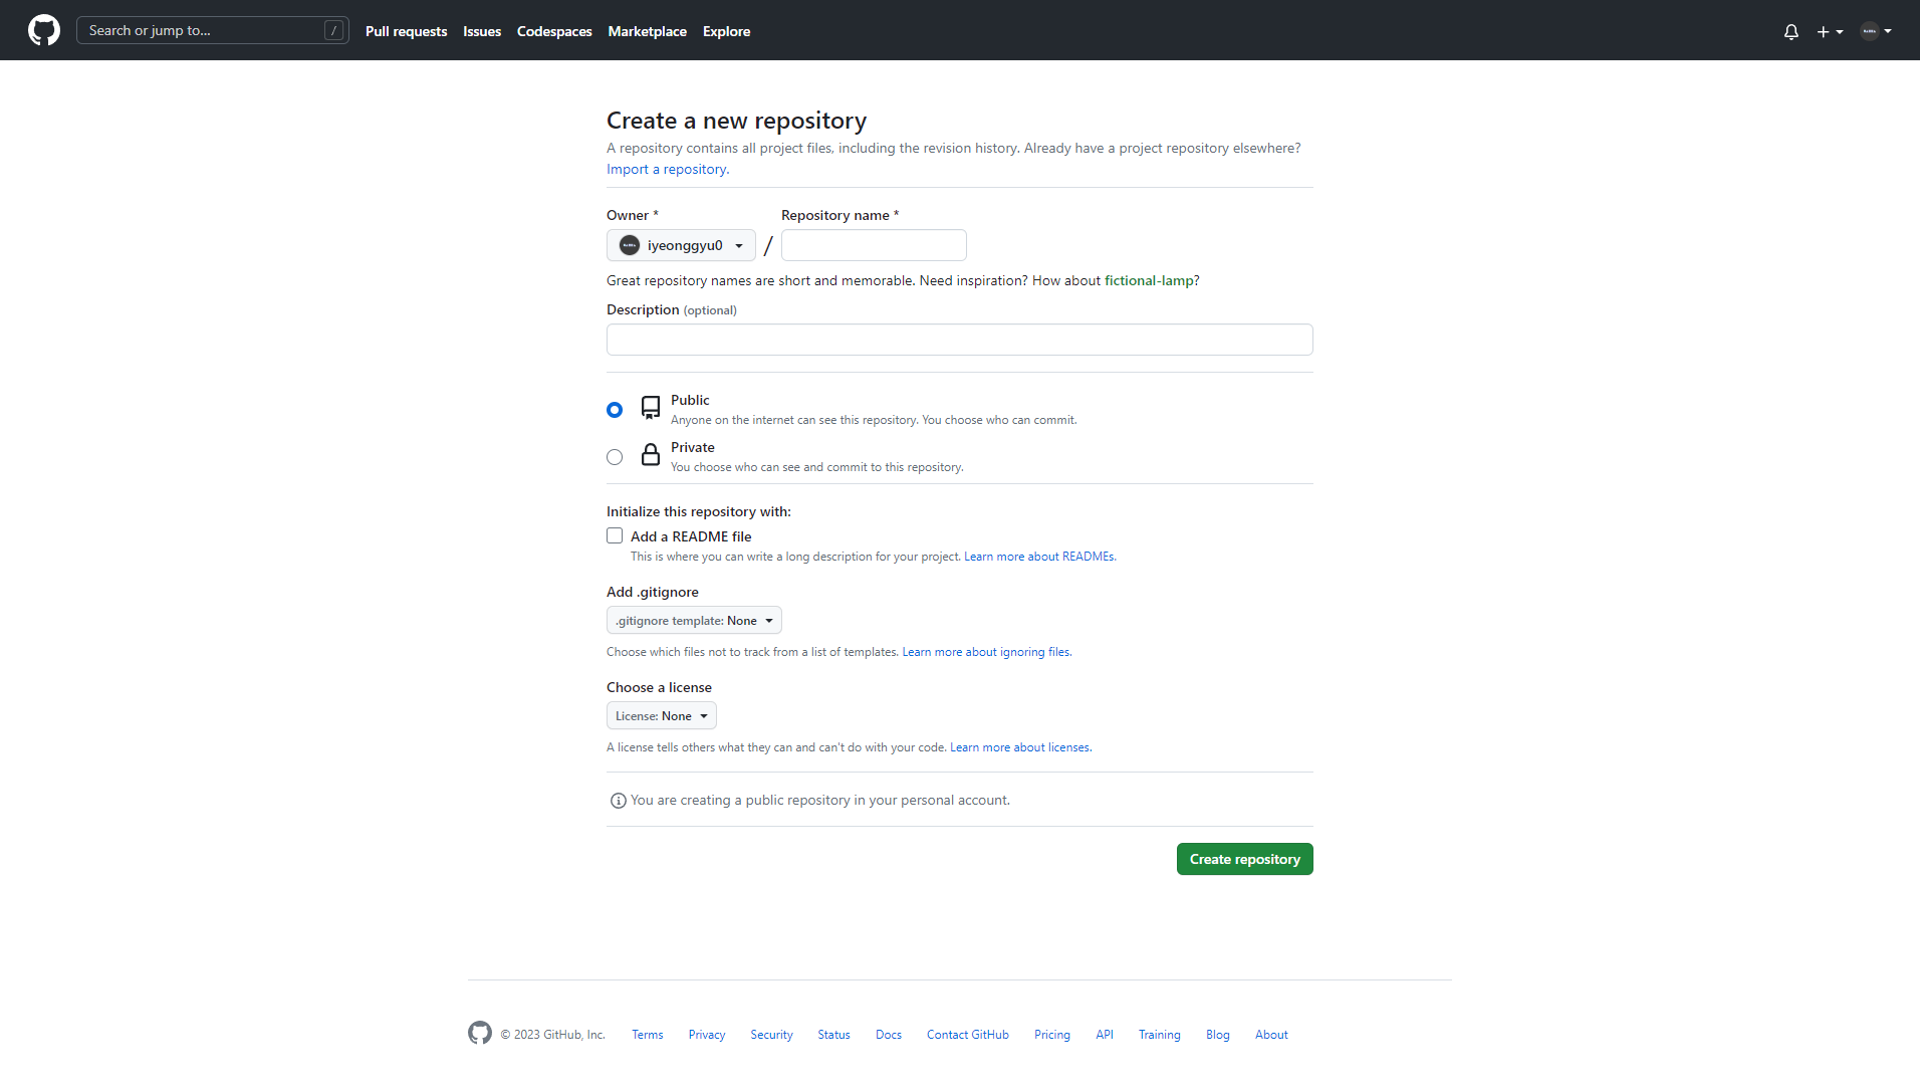 Search or jump to... / Pull requests Issues Codespaces Marketplace Explore
Create a new repository
A repository contains all project files, including the revision history. Already have a project repository elsewhere?
Import a repository.
Owner * Repository name *
iyeonggyu0 /
Great repository names are short and memorable. Need inspiration? How about fictional-lamp?
Description (optional)
Public
Anyone on the internet can see this repository. You choose who can commit.
Private
You choose who can see and commit to this repository.
Initialize this repository with:
Add a README file
This is where you can write a long description for your project. Learn more about READMEs.
Add .gitignore
.gitignore template: None
Choose which files not to track from a list of templates. Learn more about ignoring files.
Choose a license
License: None
A license tells others what they can and can't do with your code. Learn more about licenses.
You are creating a public repository in your personal account.
Create repository
© 2023 GitHub, Inc. Terms Privacy Security Status Docs Contact GitHub Pricing API Training Blog About